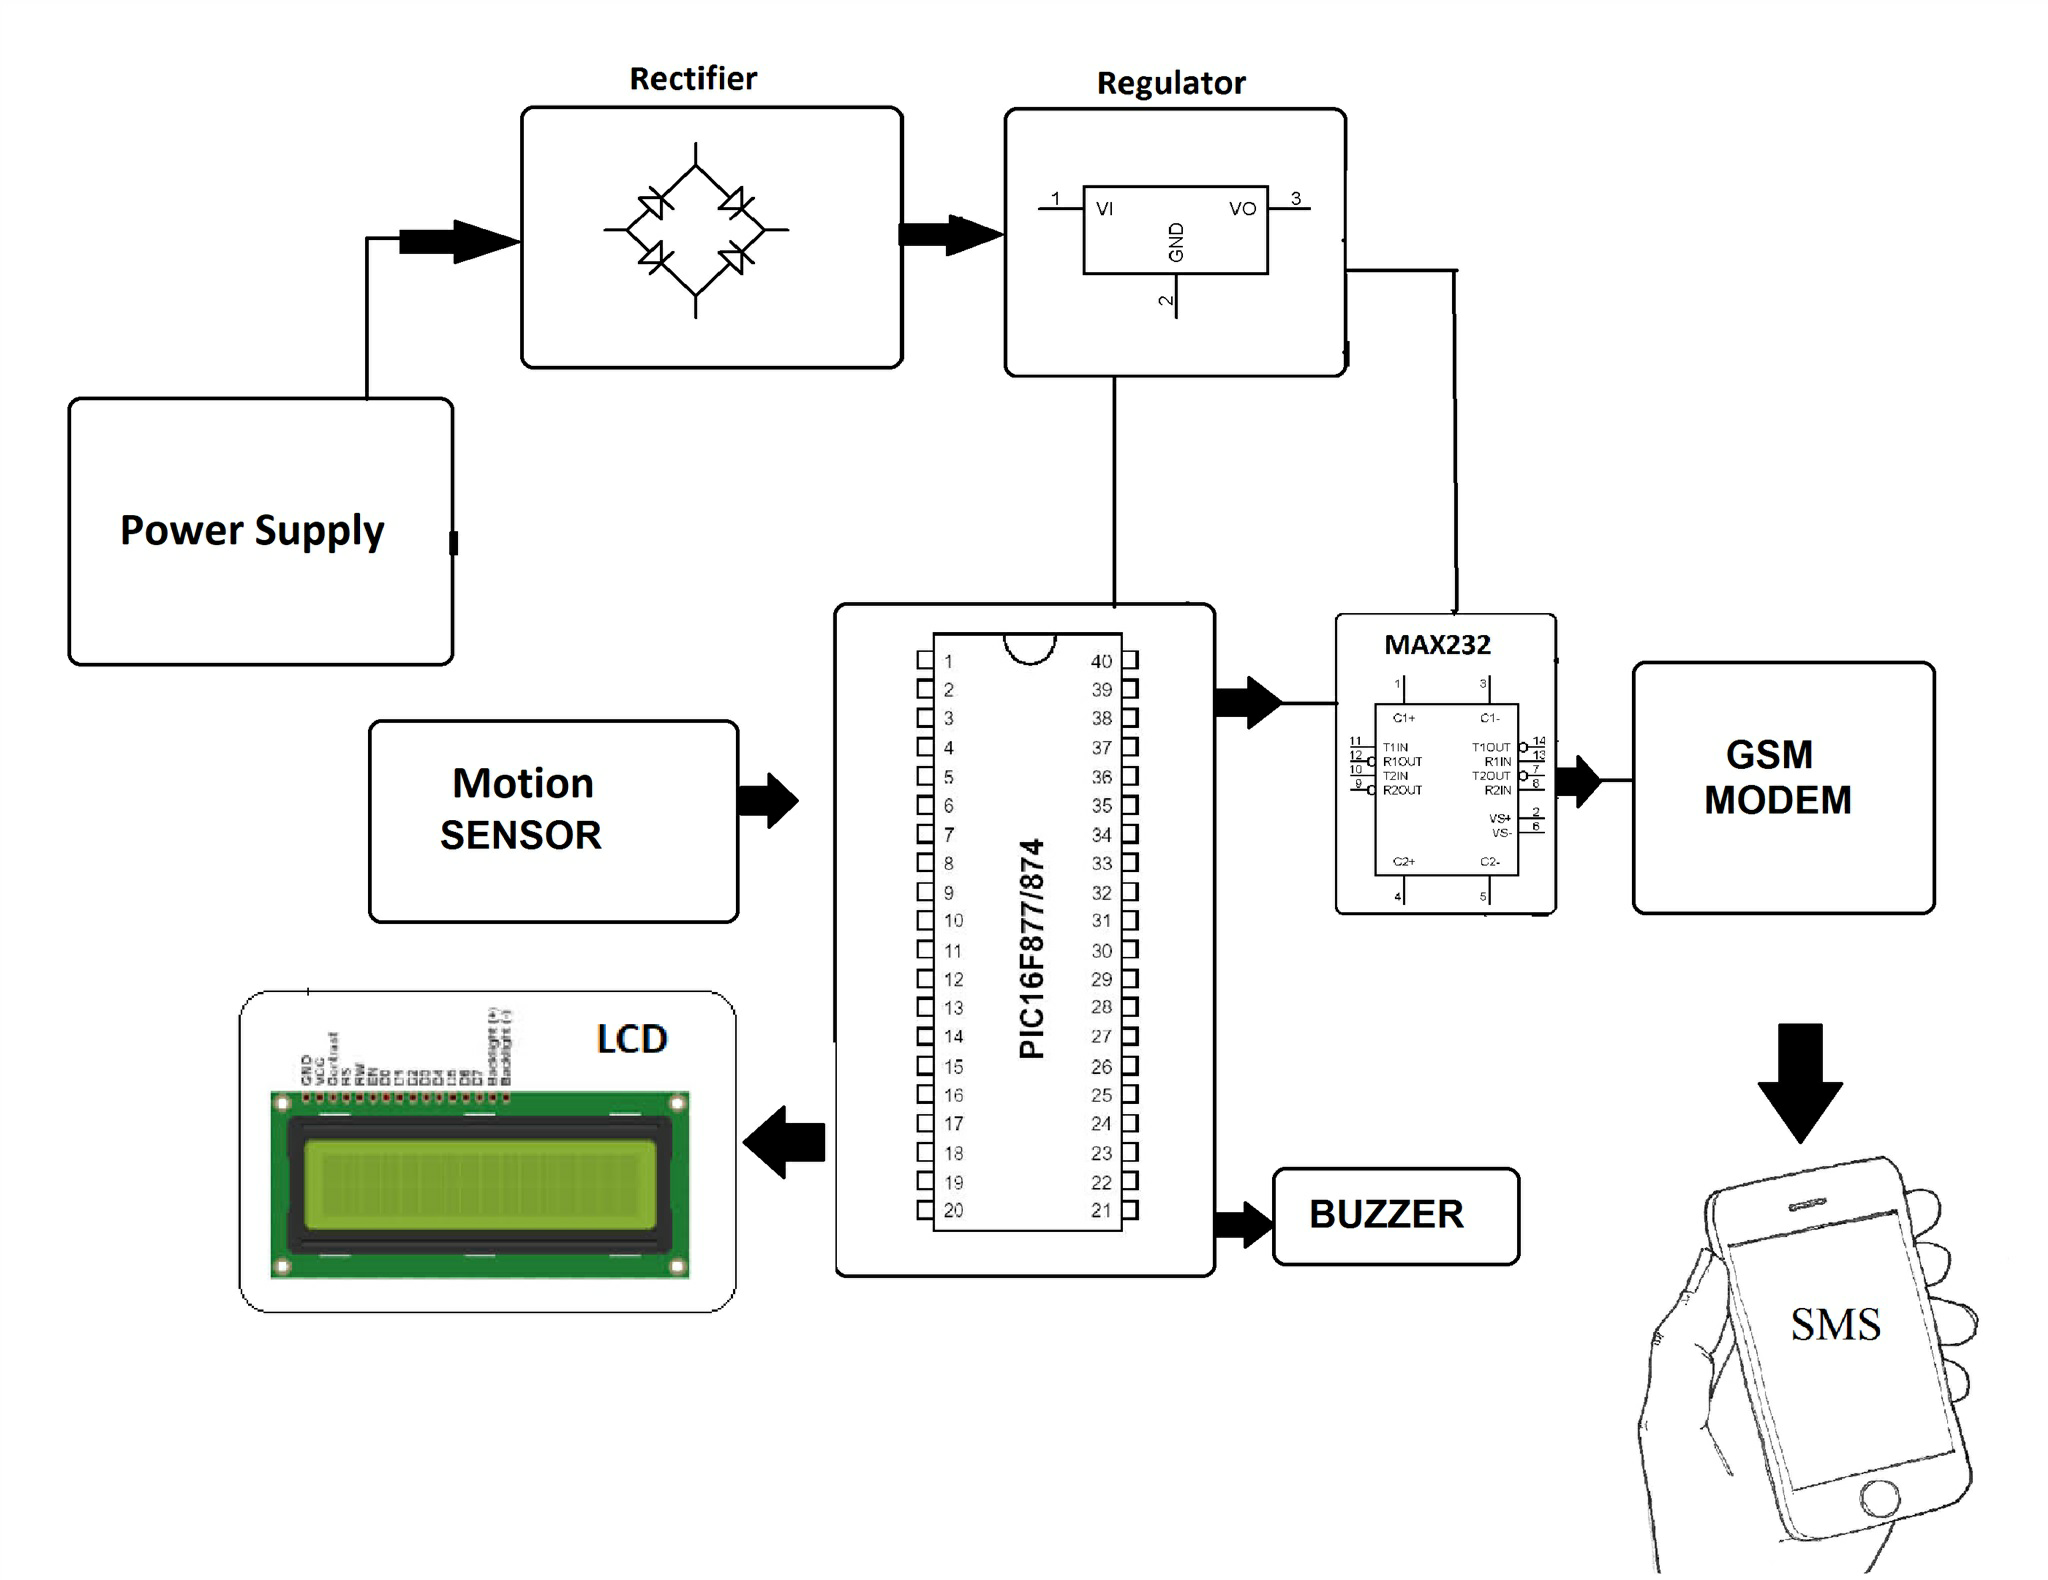 Rectifier
Regulator
1
VI
VO
3
GND
2
Power Supply
Motion
SENSOR
LCD
GND
VCC
Contrast
RS
RW
EN
D0
D1
D2
D3
D4
D5
D6
D7
Backlight (+)
Backlight (-)
1 40
2 39
3 38
4 37
5 36
6 35
7 34
8 33
9 32
10 31
11 30
12 29
13 28
14 27
15 26
16 25
17 24
18 23
19 22
20 21
PIC16F877/874
MAX232
1 3
C1+ C1-
11 T1IN T1OUT 14
12 R1OUT R1IN 13
10 T2IN T2OUT 7
9 R2OUT R2IN 8
VS+ 2
VS- 6
C2+ C2-
4 5
GSM
MODEM
BUZZER
SMS